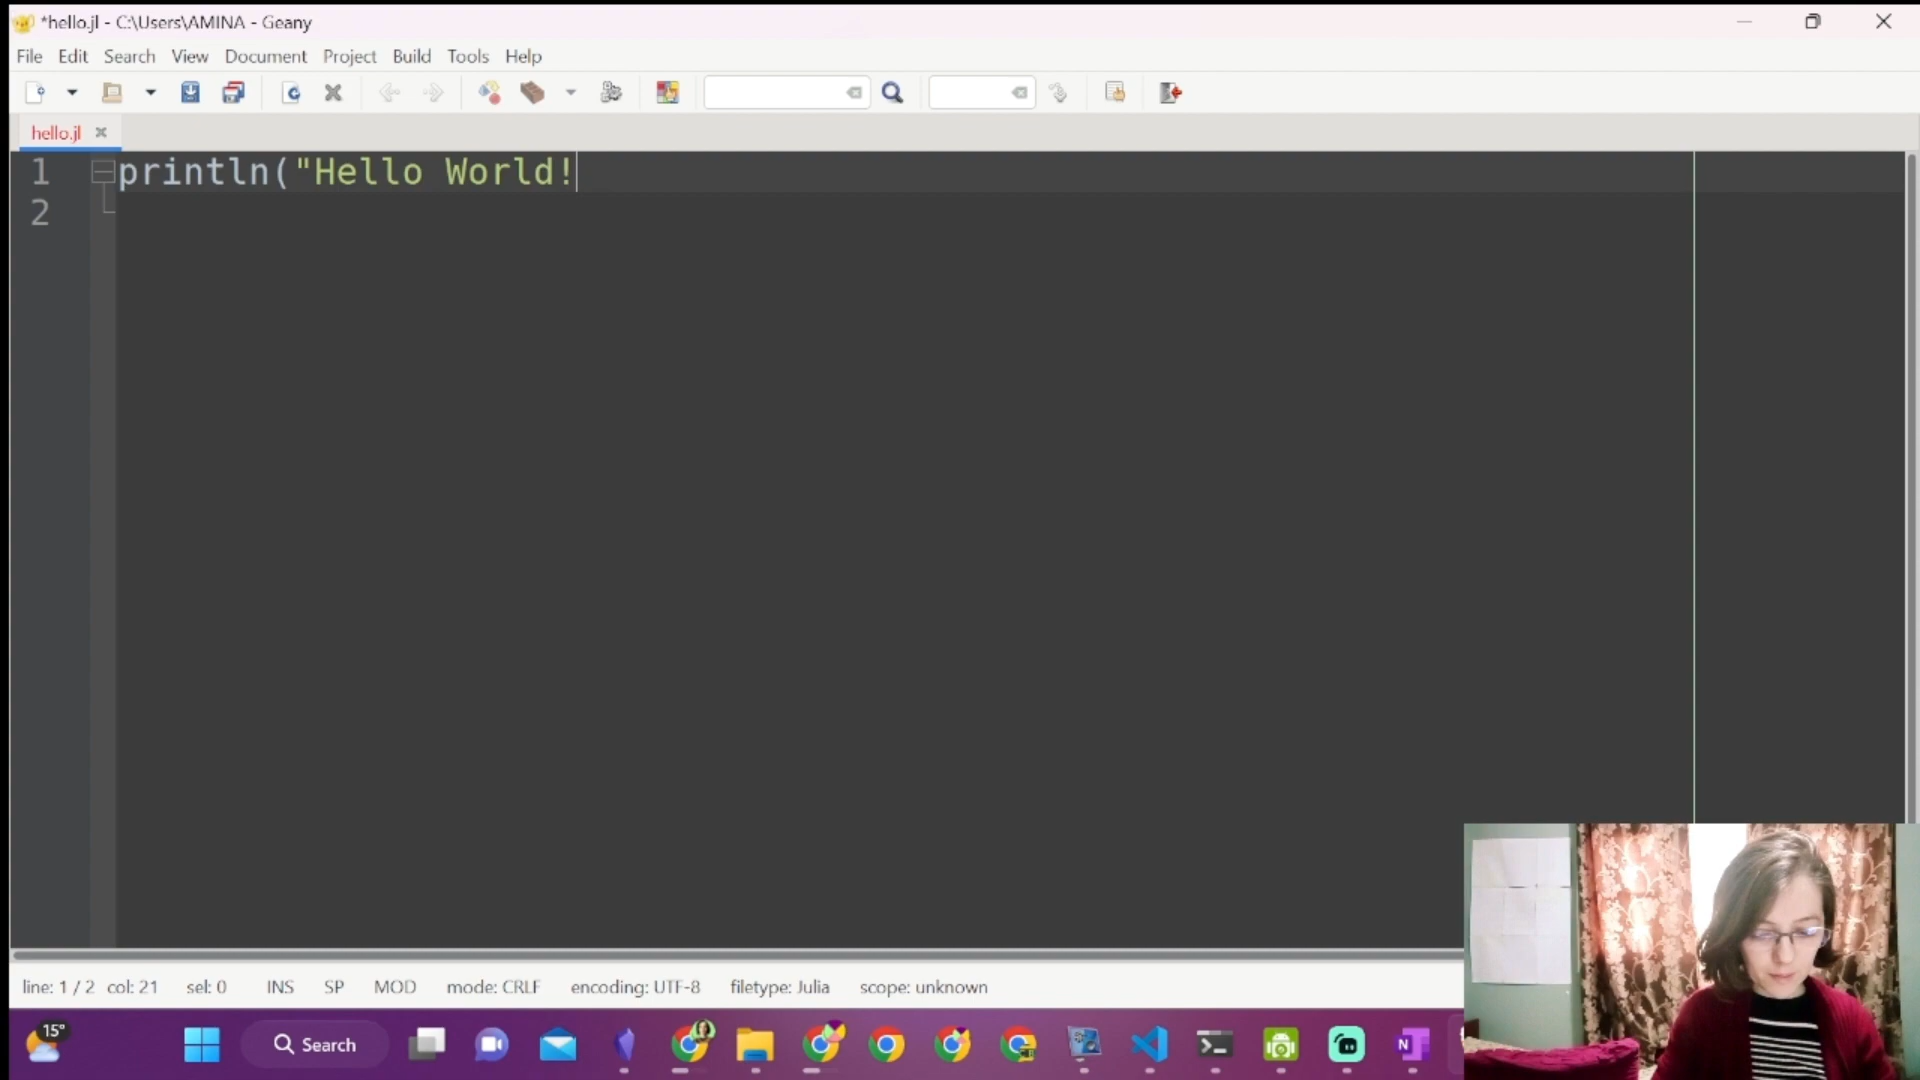 *hello.jl - C:\Users\AMINA - Geany
File Edit Search View Document Project Build Tools Help
hello.jl
1 println("Hello World!
2
line: 1 / 2 col: 21 sel: 0 INS SP MOD mode: CRLF encoding: UTF-8 filetype: Julia scope: unknown
15°
Search
N